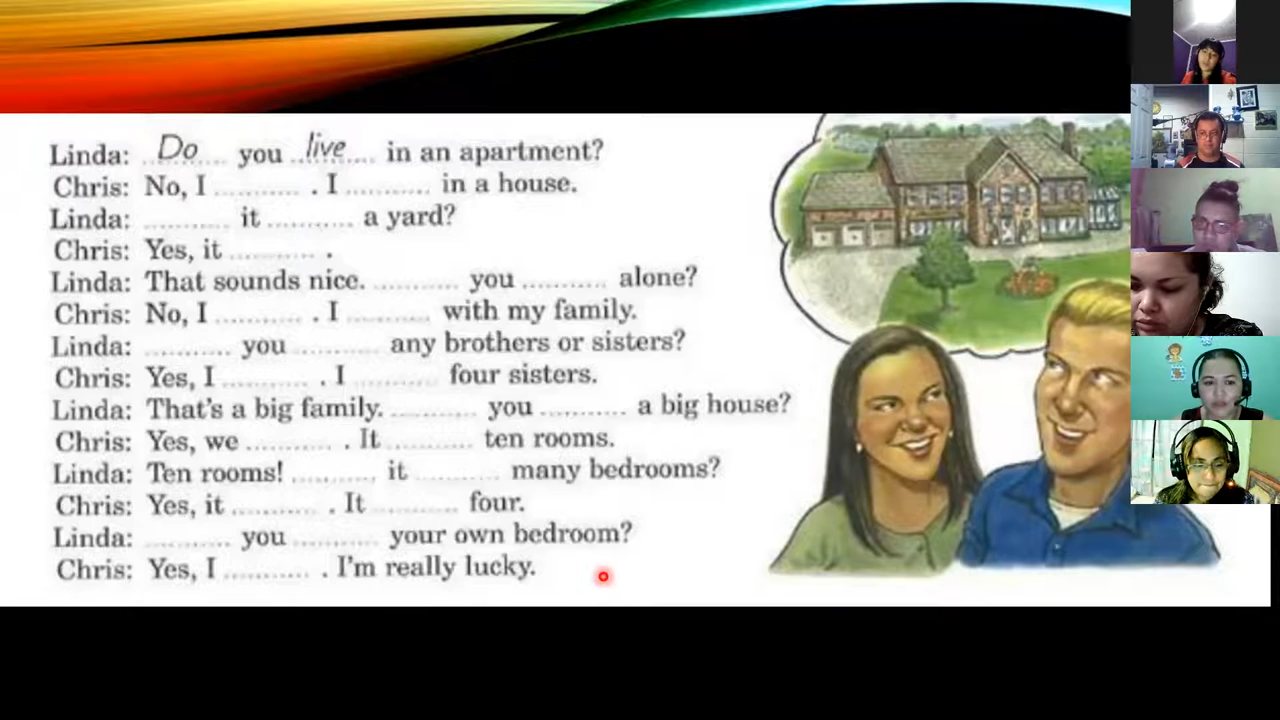 Linda: Do you live in an apartment?
Chris: No, I ........... . I ........... in a house.
Linda: ........... it ........... a yard?
Chris: Yes, it ........... .
Linda: That sounds nice. ........... you ........... alone?
Chris: No, I ........... . I ........... with my family.
Linda: ........... you ........... any brothers or sisters?
Chris: Yes, I ........... . I ........... four sisters.
Linda: That's a big family. ........... you ........... a big house?
Chris: Yes, we ........... . It ........... ten rooms.
Linda: Ten rooms! ........... it ........... many bedrooms?
Chris: Yes, it ........... . It ........... four.
Linda: ........... you ........... your own bedroom?
Chris: Yes, I ........... . I'm really lucky.